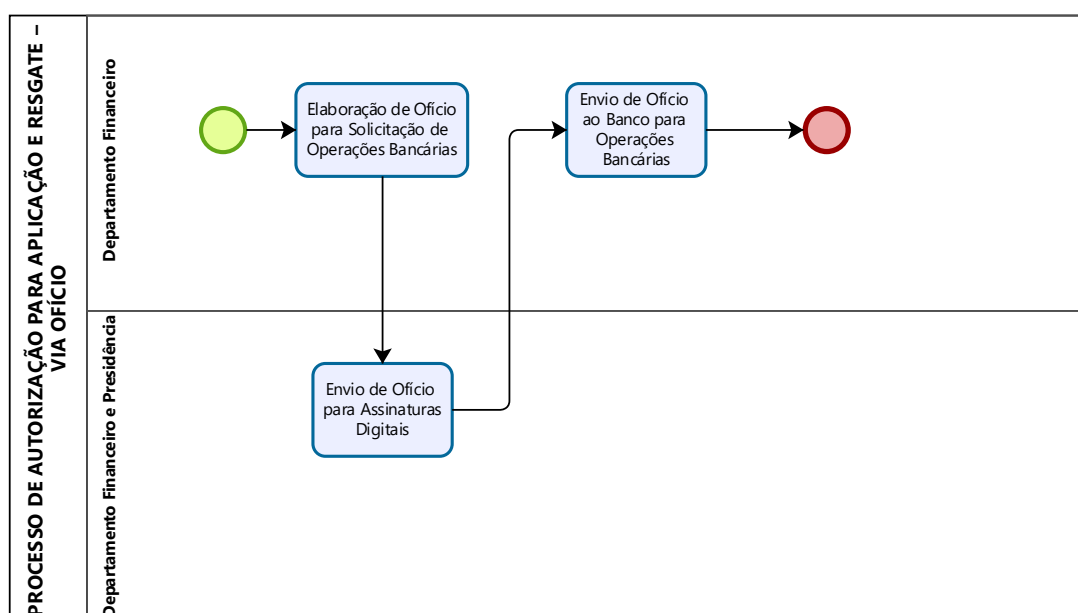 PROCESSO DE AUTORIZAÇÃO PARA APLICAÇÃO E RESGATE –
VIA OFÍCIO
Departamento Financeiro
Elaboração de Ofício
para Solicitação de
Operações Bancárias
Envio de Ofício
ao Banco para
Operações
Bancárias
Departamento Financeiro e Presidência
Envio de Ofício
para Assinaturas
Digitais